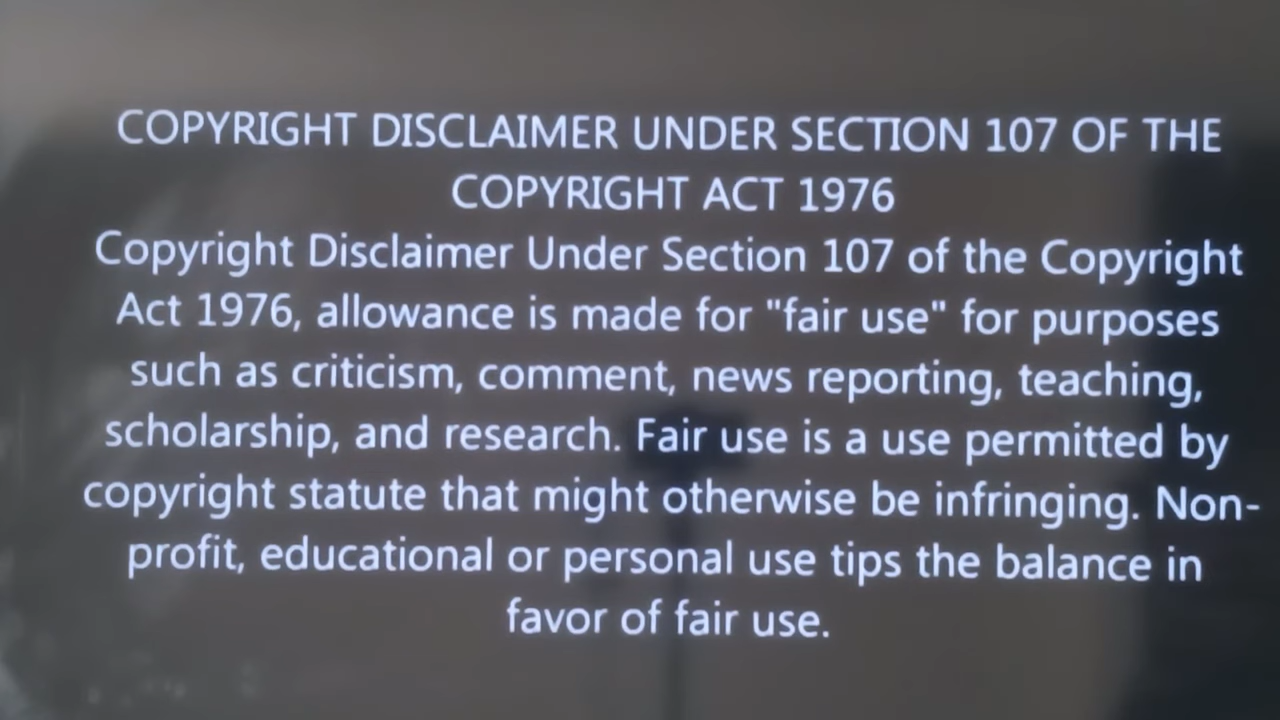 COPYRIGHT DISCLAIMER UNDER SECTION 107 OF THE
COPYRIGHT ACT 1976
Copyright Disclaimer Under Section 107 of the Copyright
Act 1976, allowance is made for "fair use" for purposes
such as criticism, comment, news reporting, teaching,
scholarship, and research. Fair use is a use permitted by
copyright statute that might otherwise be infringing. Non-
profit, educational or personal use tips the balance in
favor of fair use.